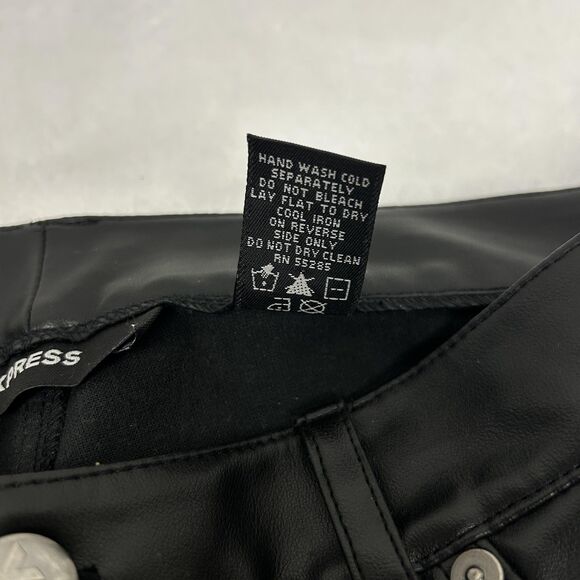 HAND WASH COLD
SEPARATELY
DO NOT BLEACH
LAY FLAT TO DRY
COOL IRON
ON REVERSE
SIDE ONLY
DO NOT DRY CLEAN
RN 55285
XPRESS